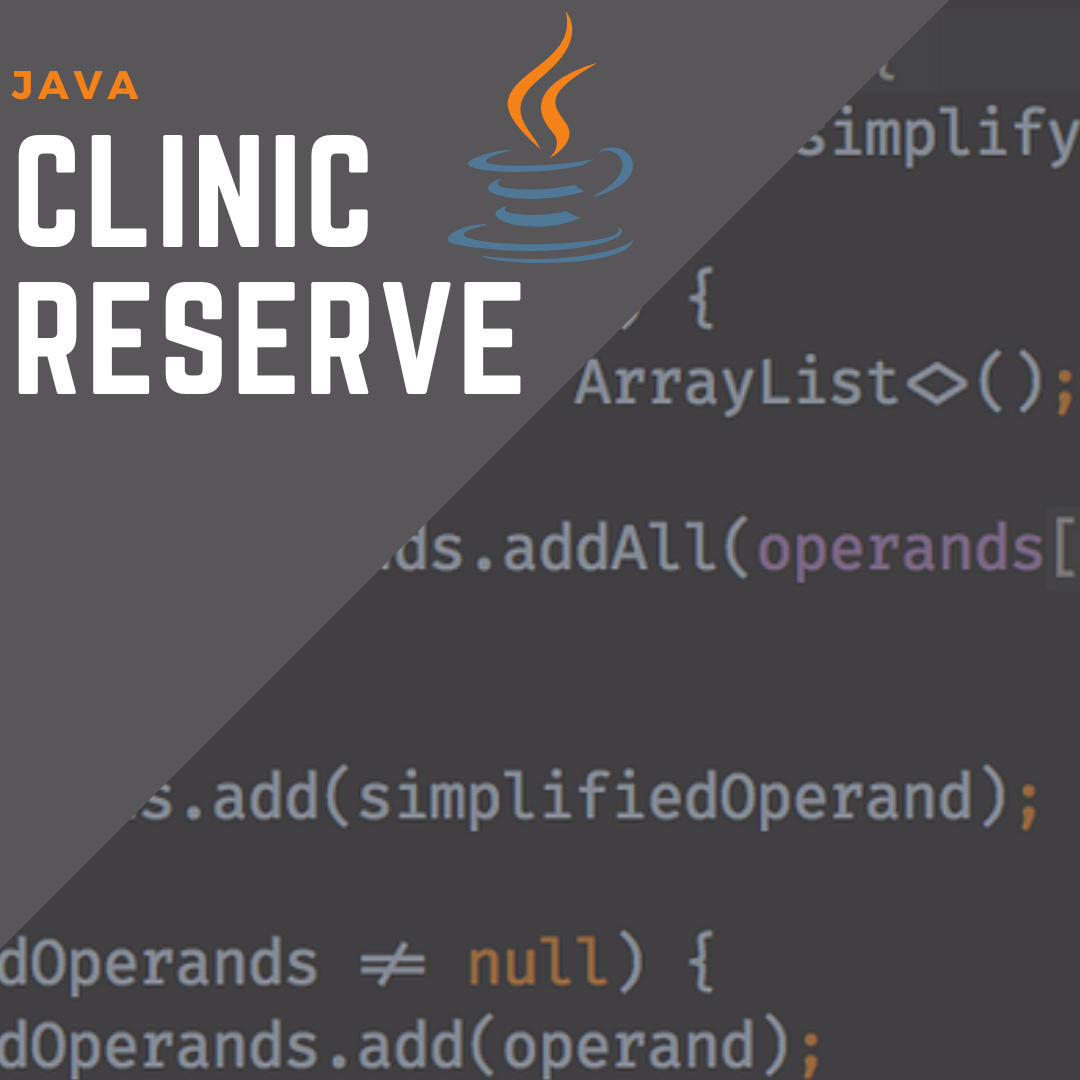 JAVA
CLINIC
RESERVE
simplify
) {
ArrayList<>();
ds.addAll(operands[
s.add(simplifiedOperand);
dOperands ≠ null) {
dOperands.add(operand);